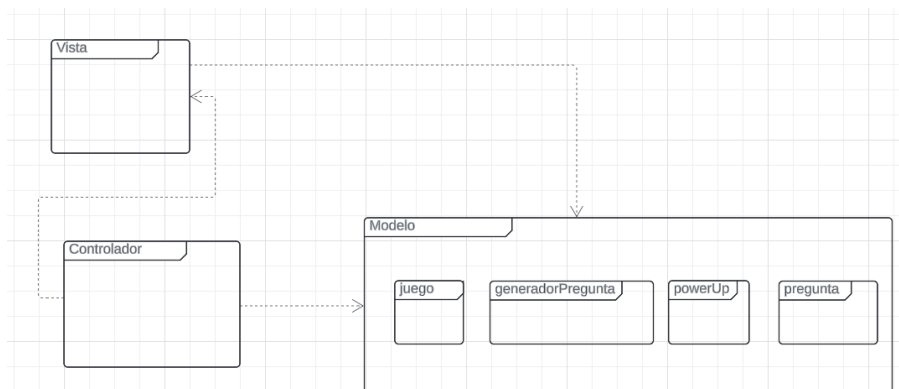 Vista
Controlador
Modelo
juego
generadorPregunta
powerUp
pregunta